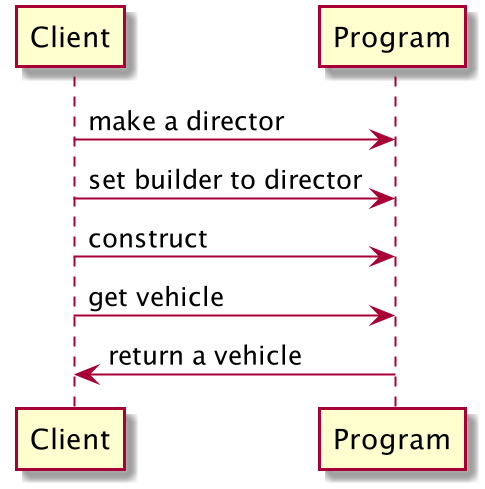 Client
Program
make a director
set builder to director
construct
get vehicle
return a vehicle
Client
Program